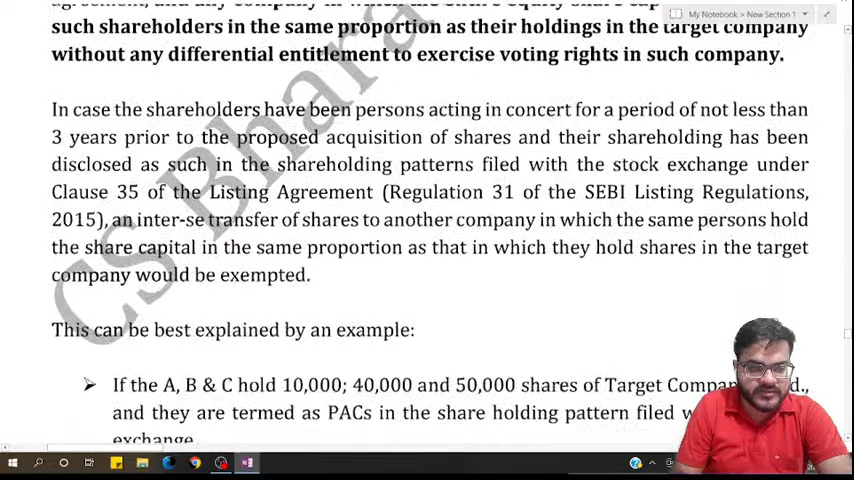 My Notebook > New Section 1
such shareholders in the same proportion as their holdings in the target company
without any differential entitlement to exercise voting rights in such company.
In case the shareholders have been persons acting in concert for a period of not less than
3 years prior to the proposed acquisition of shares and their shareholding has been
disclosed as such in the shareholding patterns filed with the stock exchange under
Clause 35 of the Listing Agreement (Regulation 31 of the SEBI Listing Regulations,
2015), an inter-se transfer of shares to another company in which the same persons hold
the share capital in the same proportion as that in which they hold shares in the target
company would be exempted.
This can be best explained by an example:
➤ If the A, B & C hold 10,000; 40,000 and 50,000 shares of Target
and they are termed as PACs in the share holding pattern filed
exchange
CS